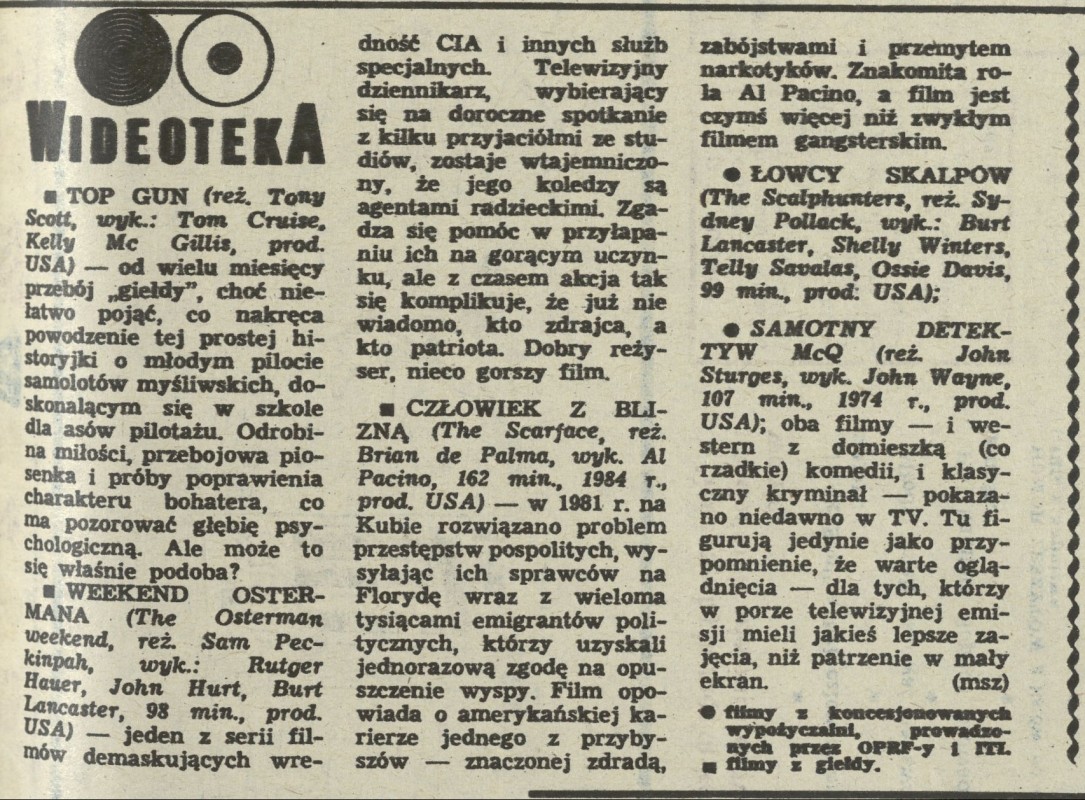 WIDEOTEKA
■ TOP GUN (reż. Tony
Scott, wyk.: Tom Cruise,
Kelly Mc Gillis, prod.
USA) — od wielu miesięcy
przebój „giełdy”, choć nie-
łatwo pojąć, co nakręca
powodzenie tej prostej hi-
storyjki o młodym pilocie
samolotów myśliwskich, do-
skonalącym się w szkole
dla asów pilotażu. Odrobi-
na miłości, przebojowa pio-
senka i próby poprawienia
charakteru bohatera, co
ma pozorować głębię psy-
chologiczną. Ale może to
się właśnie podoba?
■ WEEKEND OSTER-
MANA (The Osterman
weekend, reż. Sam Pec-
kinpah, wyk.: Rutger
Hauer, John Hurt, Burt
Lancaster, 98 min., prod.
USA) — jeden z serii fil-
mów demaskujących wre-
dność CIA i innych służb
specjalnych. Telewizyjny
dziennikarz, wybierający
się na doroczne spotkanie
z kilku przyjaciółmi ze stu-
diów, zostaje wtajemniczo-
ny, że jego koledzy są
agentami radzieckimi. Zga-
dza się pomóc w przyłapa-
niu ich na gorącym uczyn-
ku, ale z czasem akcja tak
się komplikuje, że już nie
wiadomo, kto zdrajca, a
kto patriota. Dobry reży-
ser, nieco gorszy film.
■ CZŁOWIEK Z BLI-
ZNĄ (The Scarface, reż.
Brian de Palma, wyk. Al
Pacino, 162 min., 1984 r.,
prod. USA) — w 1981 r. na
Kubie rozwiązano problem
przestępstw pospolitych, wy-
syłając ich sprawców na
Florydę wraz z wieloma
tysiącami emigrantów poli-
tycznych, którzy uzyskali
jednorazową zgodę na opu-
szczenie wyspy. Film opo-
wiada o amerykańskiej ka-
rierze jednego z przyby-
szów — znaczonej zdradą,
zabójstwami i przemytem
narkotyków. Znakomita ro-
la Al Pacino, a film jest
czymś więcej niż zwykłym
filmem gangsterskim.
● ŁOWCY SKALPÓW
(The Scalphunters, reż. Sy-
dney Pollack, wyk.: Burt
Lancaster, Shelly Winters,
Telly Savalas, Ossie Davis,
99 min., prod. USA);
● SAMOTNY DETEK-
TYW McQ (reż. John
Sturges, wyk. John Wayne,
107 min., 1974 r., prod.
USA); oba filmy — i we-
stern z domieszką (co
rzadkie) komedii, i klasy-
czny kryminał — pokaza-
no niedawno w TV. Tu fi-
gurują jedynie jako przy-
pomnienie, że warte oglą-
dnięcia — dla tych, którzy
w porze telewizyjnej emi-
sji mieli jakieś lepsze za-
jęcia, niż patrzenie w mały
ekran. (msz)
● filmy z koncesjonowanych
wypożyczalni, prowadzo-
nych przez OPRF-y i ITI.
■ filmy z giełdy.